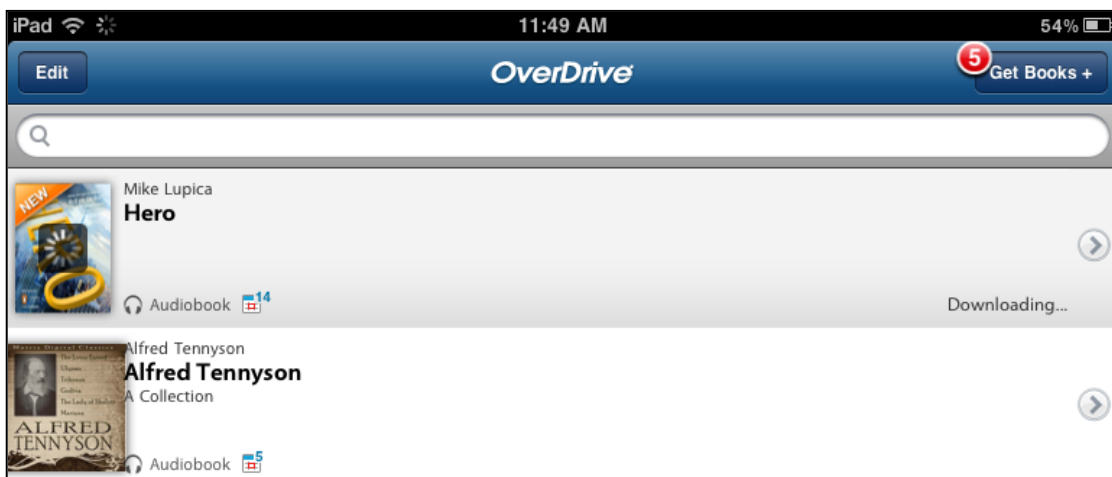 iPad 11:49 AM 54%
Edit OverDrive 5 Get Books +
NEW
Mike Lupica
Hero
Audiobook 14
Downloading...
Alfred Tennyson
Alfred Tennyson
A Collection
ALFRED
TENNYSON
Audiobook 5